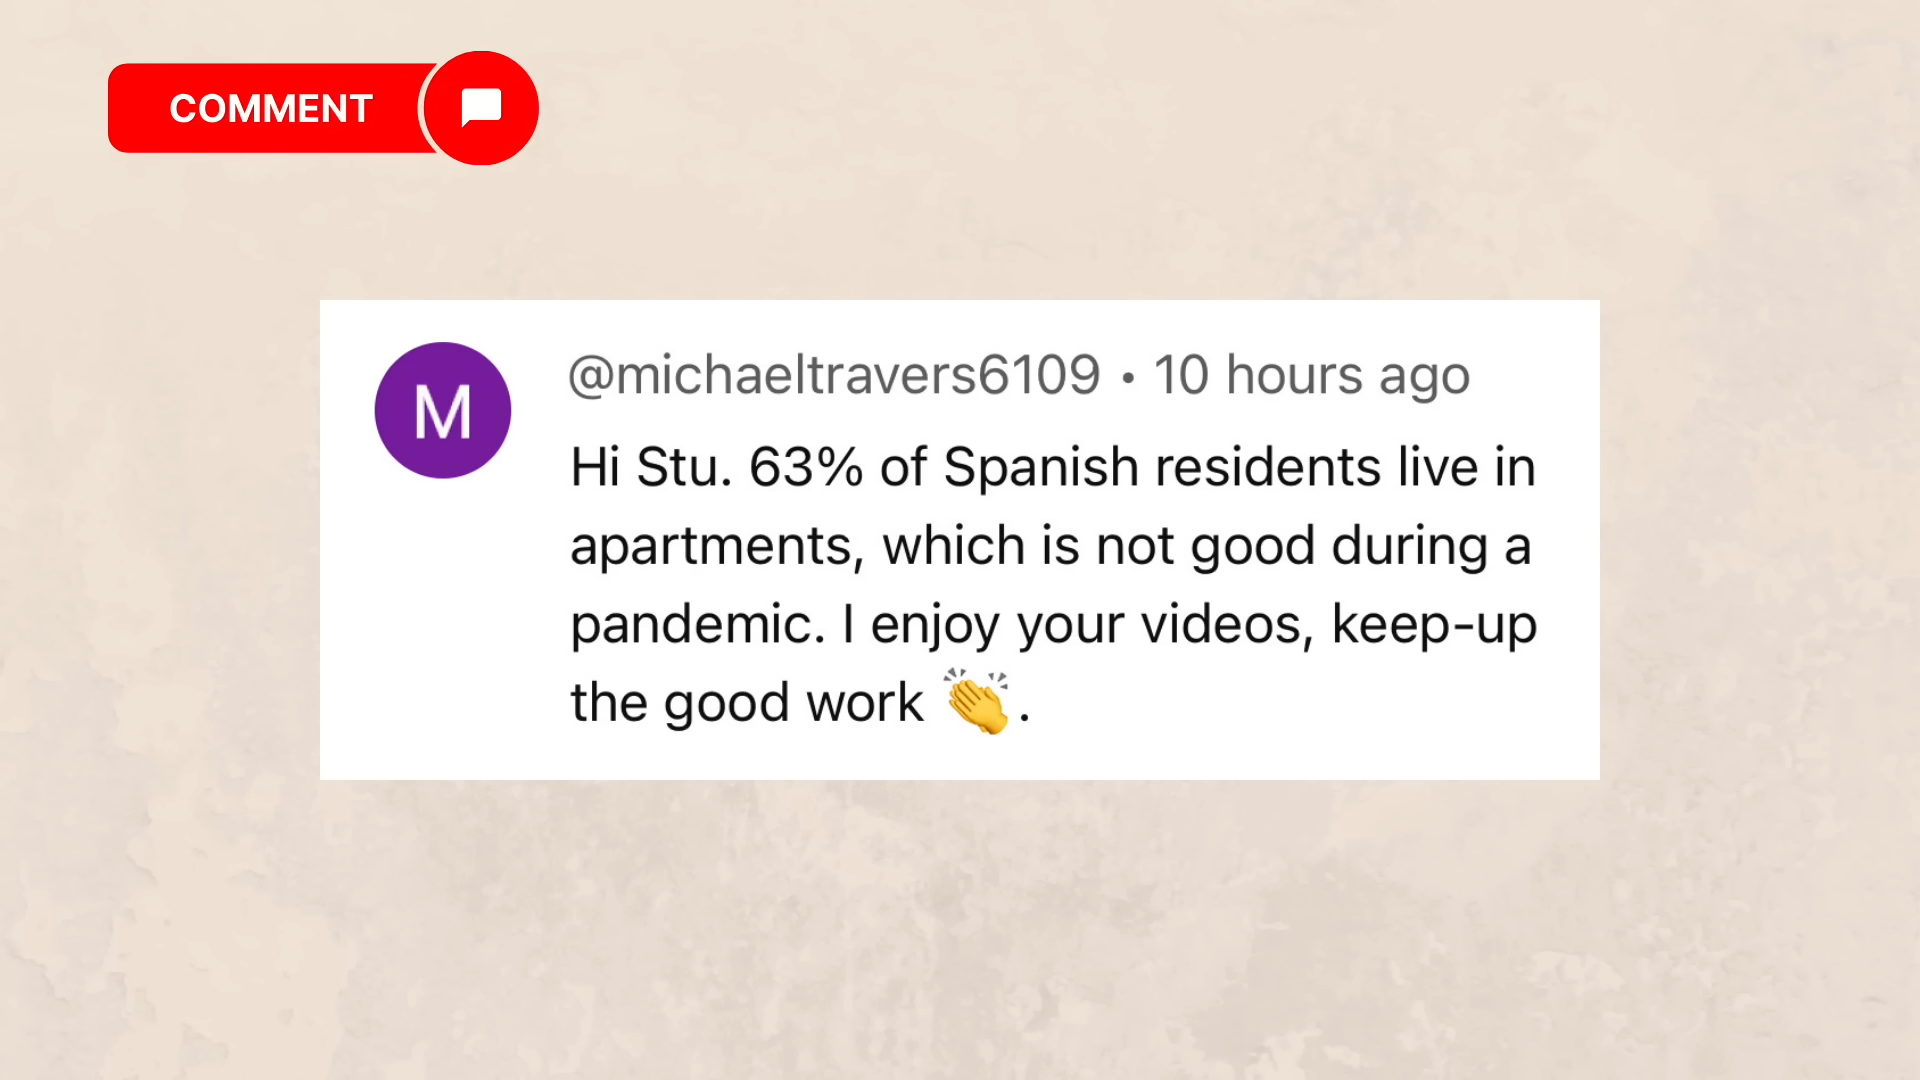 COMMENT
M
@michaeltravers6109 • 10 hours ago
Hi Stu. 63% of Spanish residents live in
apartments, which is not good during a
pandemic. I enjoy your videos, keep-up
the good work 👏.